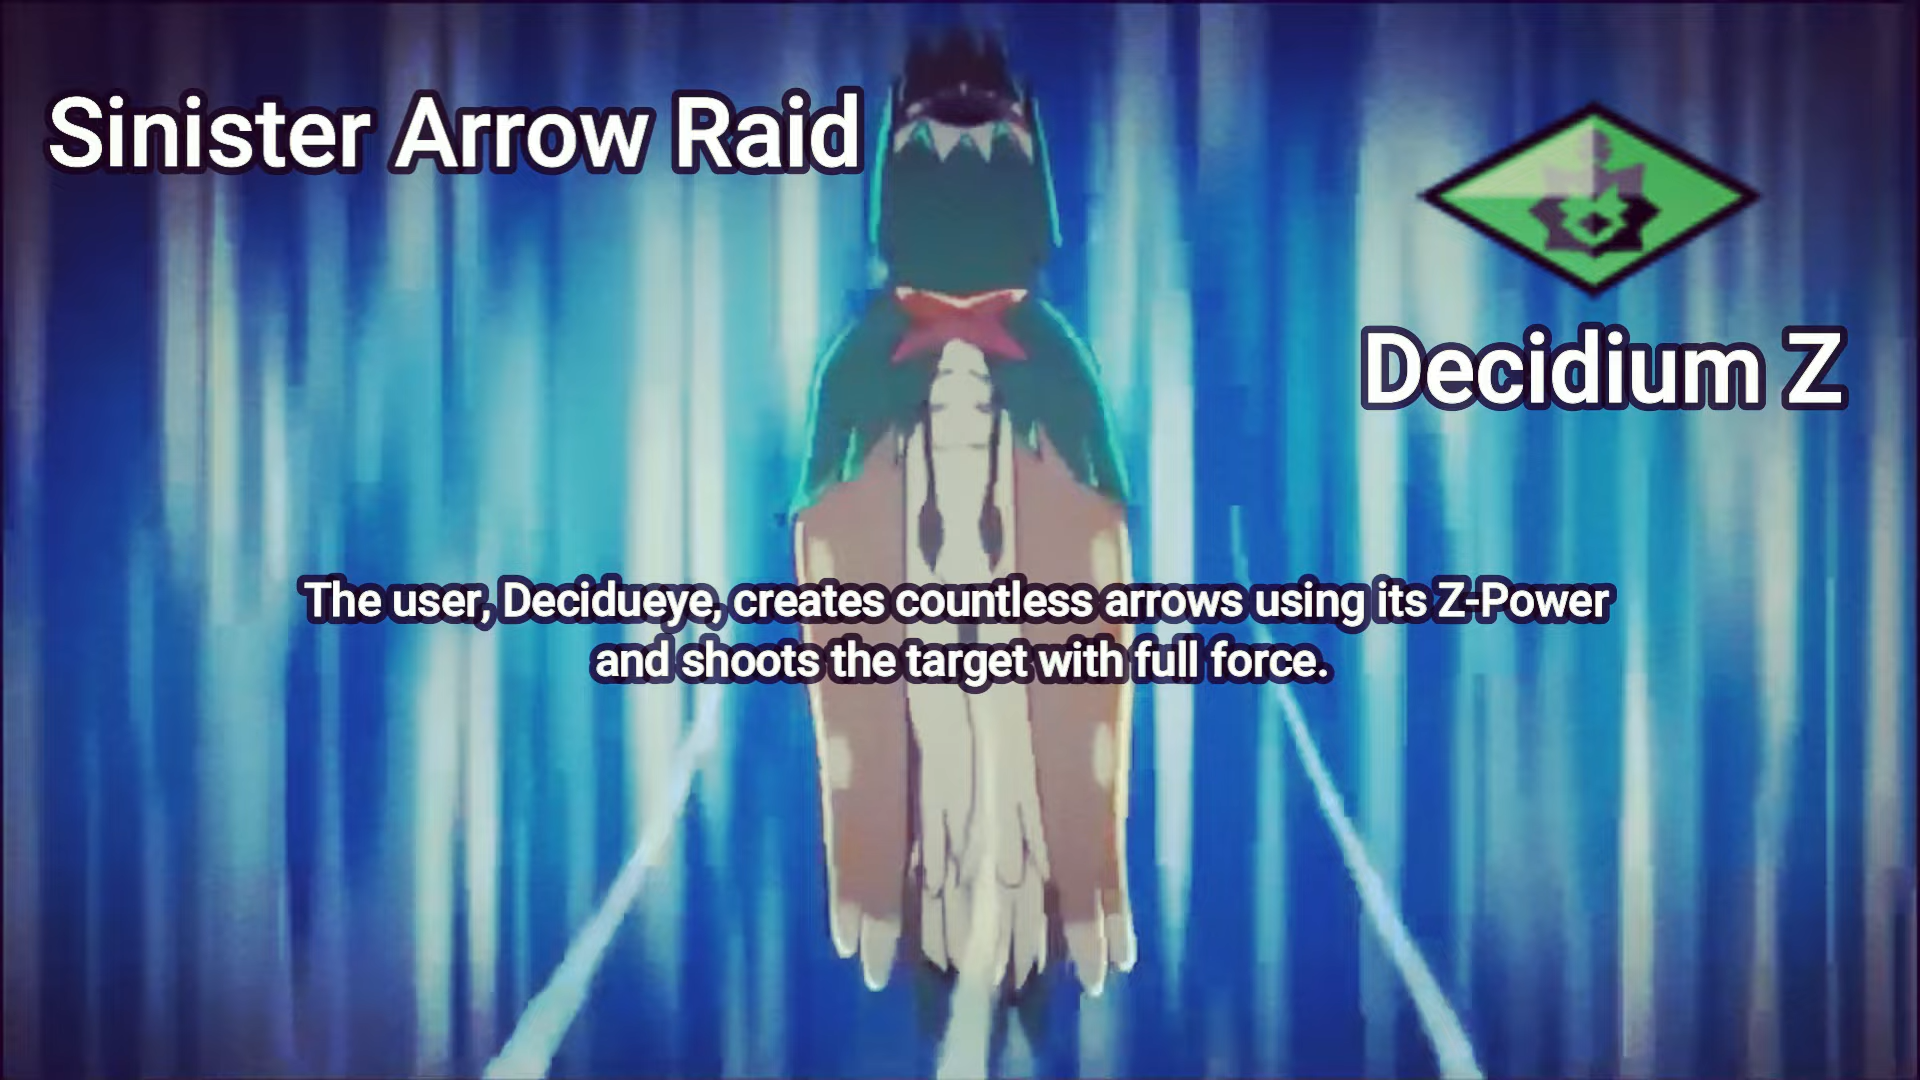 Sinister Arrow Raid
Decidium Z
The user, Decidueye, creates countless arrows using its Z-Power
and shoots the target with full force.